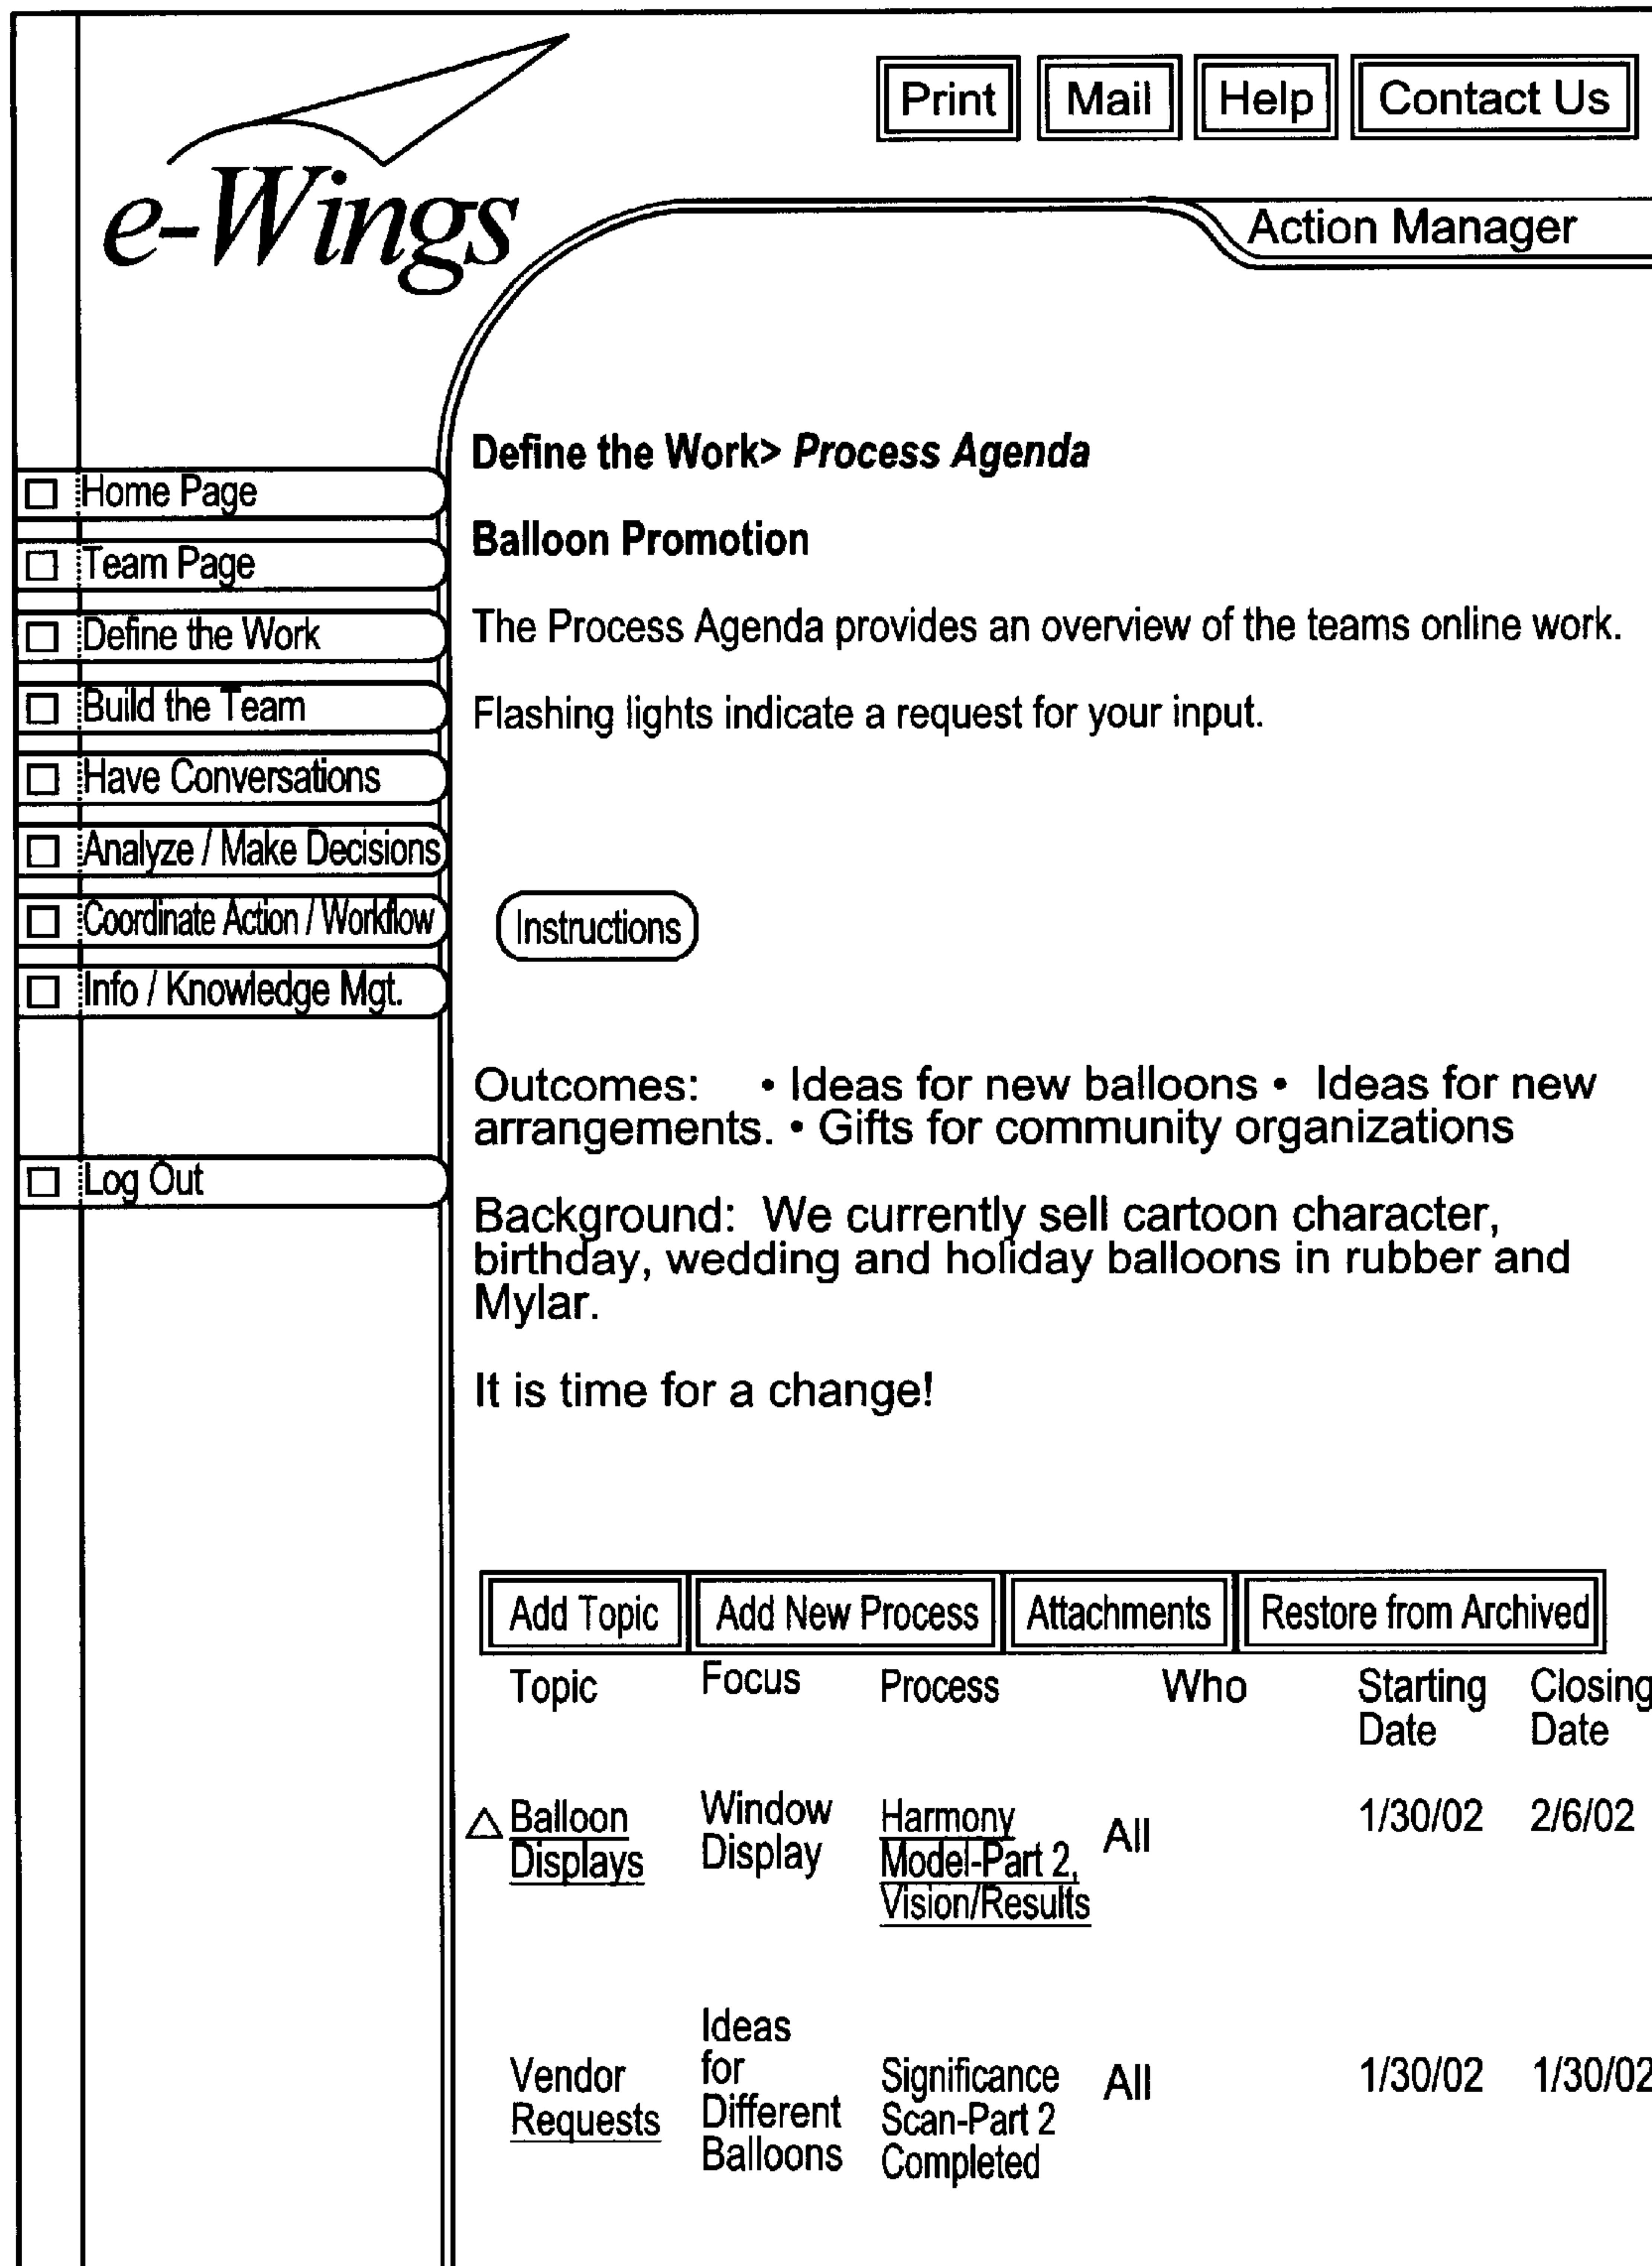 Print Mail Help Contact Us
e-Wings
Action Manager
Home Page
Team Page
Define the Work
Build the Team
Have Conversations
Analyze / Make Decisions
Coordinate Action / Workflow
Info / Knowledge Mgt.
Log Out
Define the Work> Process Agenda
Balloon Promotion
The Process Agenda provides an overview of the teams online work.
Flashing lights indicate a request for your input.
Instructions
Outcomes: • Ideas for new balloons • Ideas for new
arrangements. • Gifts for community organizations
Background: We currently sell cartoon character,
birthday, wedding and holiday balloons in rubber and
Mylar.
It is time for a change!
Add Topic Add New Process Attachments Restore from Archived
Topic Focus Process Who Starting Closing
Date Date
Balloon Window Harmony All 1/30/02 2/6/02
Displays Display Model-Part 2,
Vision/Results
Ideas
Vendor for Significance All 1/30/02 1/30/02
Requests Different Scan-Part 2
Balloons Completed